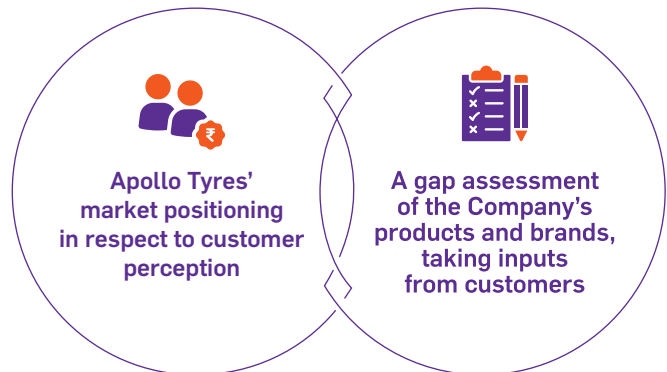 ₹
Apollo Tyres’
market positioning
in respect to customer
perception
A gap assessment
of the Company’s
products and brands,
taking inputs
from customers